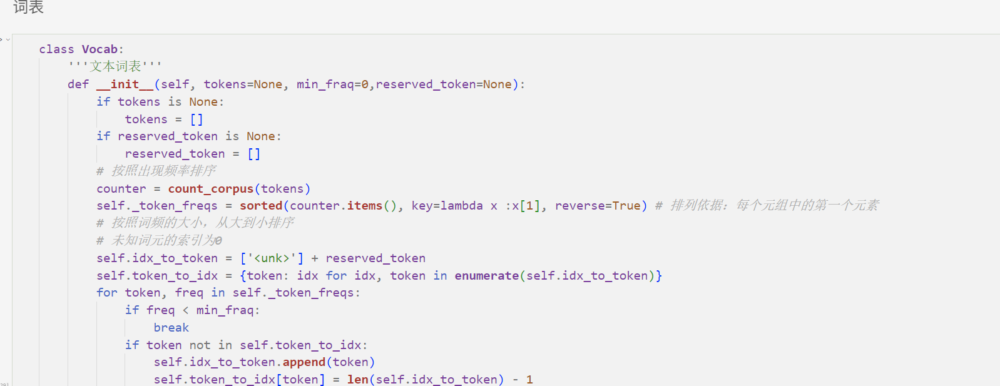 词表
class Vocab:
    '''文本词表'''
    def __init__(self, tokens=None, min_fraq=0,reserved_token=None):
        if tokens is None:
            tokens = []
        if reserved_token is None:
            reserved_token = []
        # 按照出现频率排序
        counter = count_corpus(tokens)
        self._token_freqs = sorted(counter.items(), key=lambda x :x[1], reverse=True) # 排列依据：每个元组中的第一个元素
        # 按照词频的大小，从大到小排序
        # 未知词元的索引为0
        self.idx_to_token = ['<unk>'] + reserved_token
        self.token_to_idx = {token: idx for idx, token in enumerate(self.idx_to_token)}
        for token, freq in self._token_freqs:
            if freq < min_fraq:
                break
            if token not in self.token_to_idx:
                self.idx_to_token.append(token)
                self.token_to_idx[token] = len(self.idx_to_token) - 1